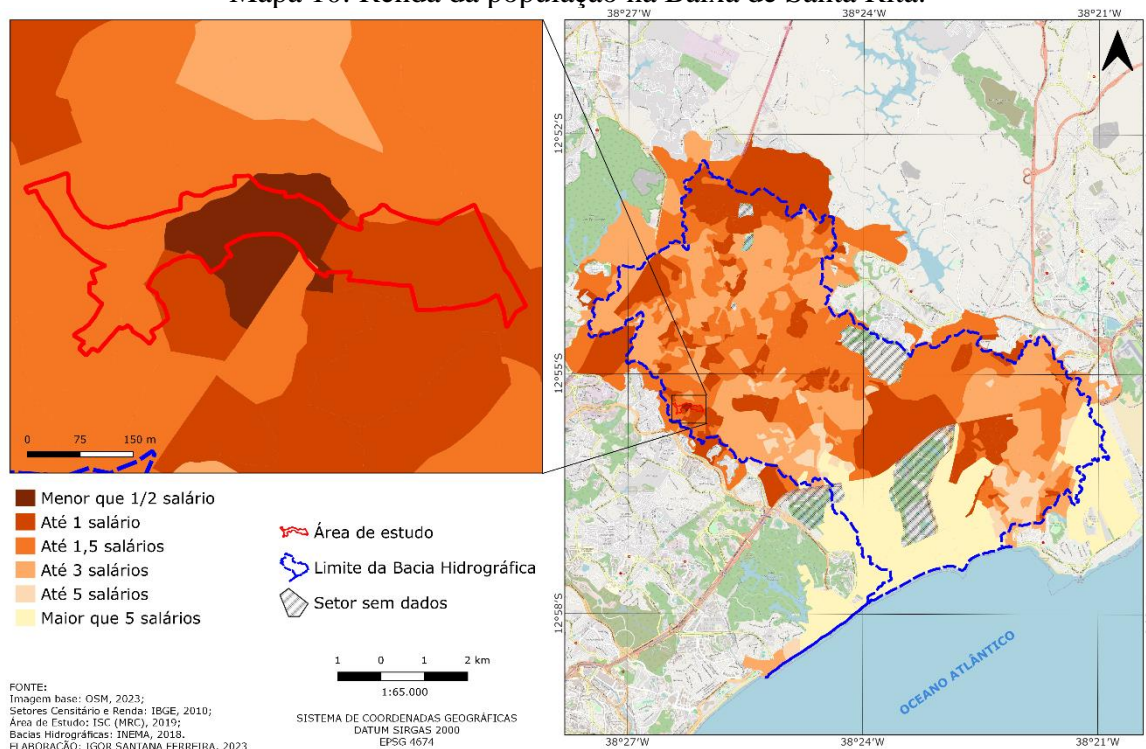 Mapa 10: Renda da população na Baixa de Santa Rita.
38°27'W 38°24'W 38°21'W
12°52'S
12°55'S
12°58'S
0 75 150 m
Menor que 1/2 salário
Até 1 salário
Até 1,5 salários
Até 3 salários
Até 5 salários
Maior que 5 salários
Área de estudo
Limite da Bacia Hidrográfica
Setor sem dados
1 0 1 2 km
1:65.000
SISTEMA DE COORDENADAS GEOGRÁFICAS
DATUM SIRGAS 2000
EPSG 4674
FONTE:
Imagem base: OSM, 2023;
Setores Censitário e Renda: IBGE, 2010;
Área de Estudo: ISC (MRC), 2019;
Bacias Hidrográficas: INEMA, 2018.
ELABORAÇÃO: IGOR SANTANA FERREIRA, 2023
OCEANO ATLÂNTICO
38°27'W 38°24'W 38°21'W